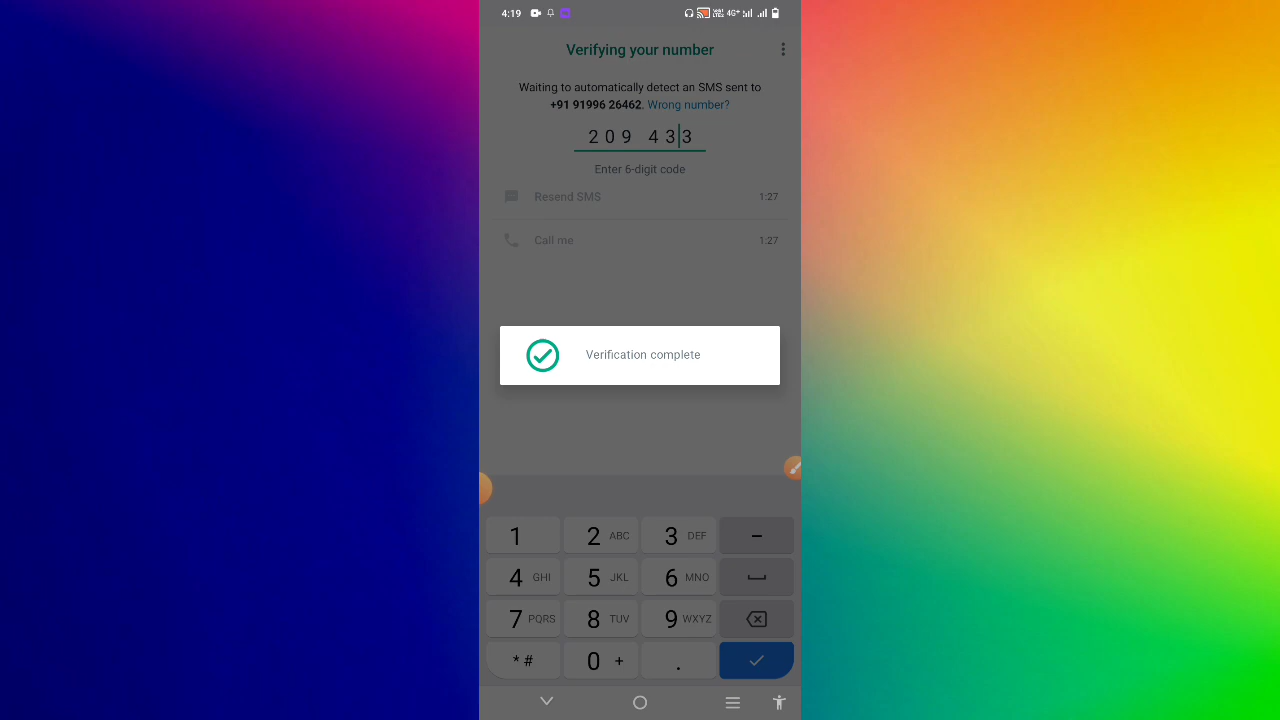 4:19 4G+
Verifying your number
Waiting to automatically detect an SMS sent to
+91 91996 26462. Wrong number?
209 433
Enter 6-digit code
Resend SMS 1:27
Call me 1:27
Verification complete
1 2 ABC 3 DEF –
4 GHI 5 JKL 6 MNO
7 PQRS 8 TUV 9 WXYZ
* # 0 + .